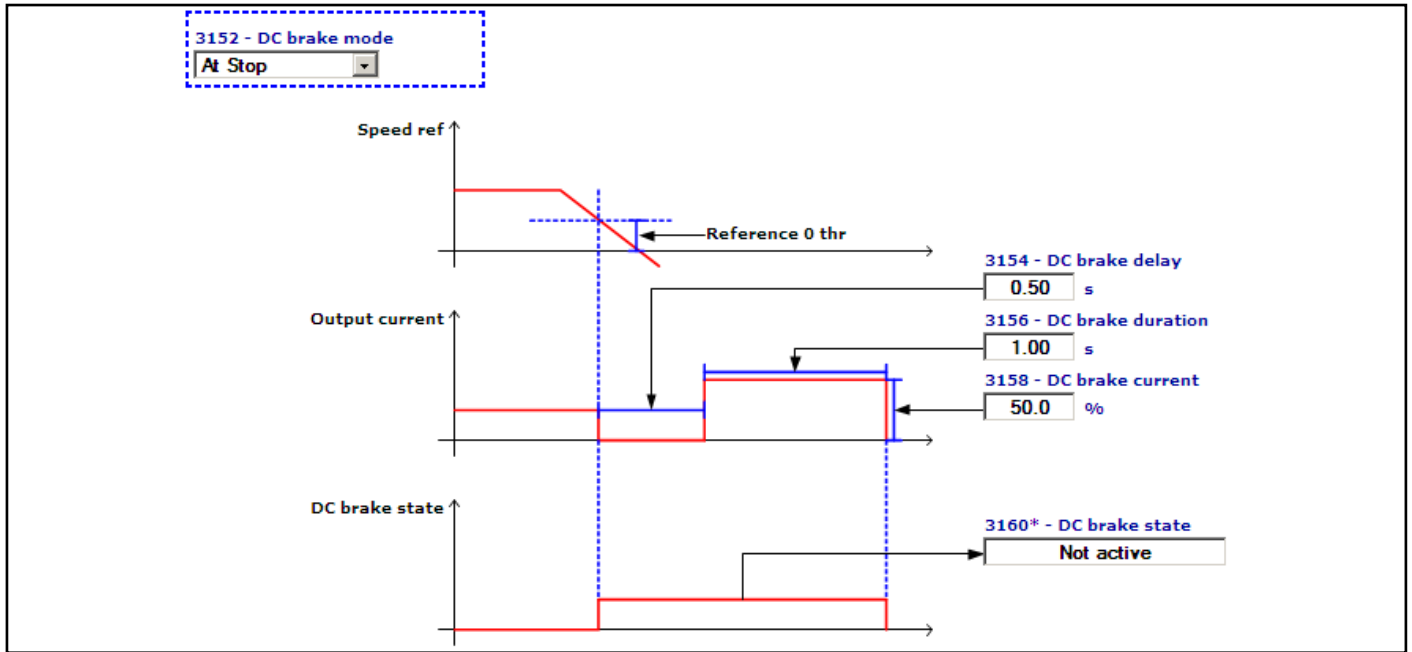 3152 - DC brake mode
At Stop
Speed ref
Reference 0 thr
3154 - DC brake delay
0.50 s
Output current
3156 - DC brake duration
1.00 s
3158 - DC brake current
50.0 %
DC brake state
3160* - DC brake state
Not active